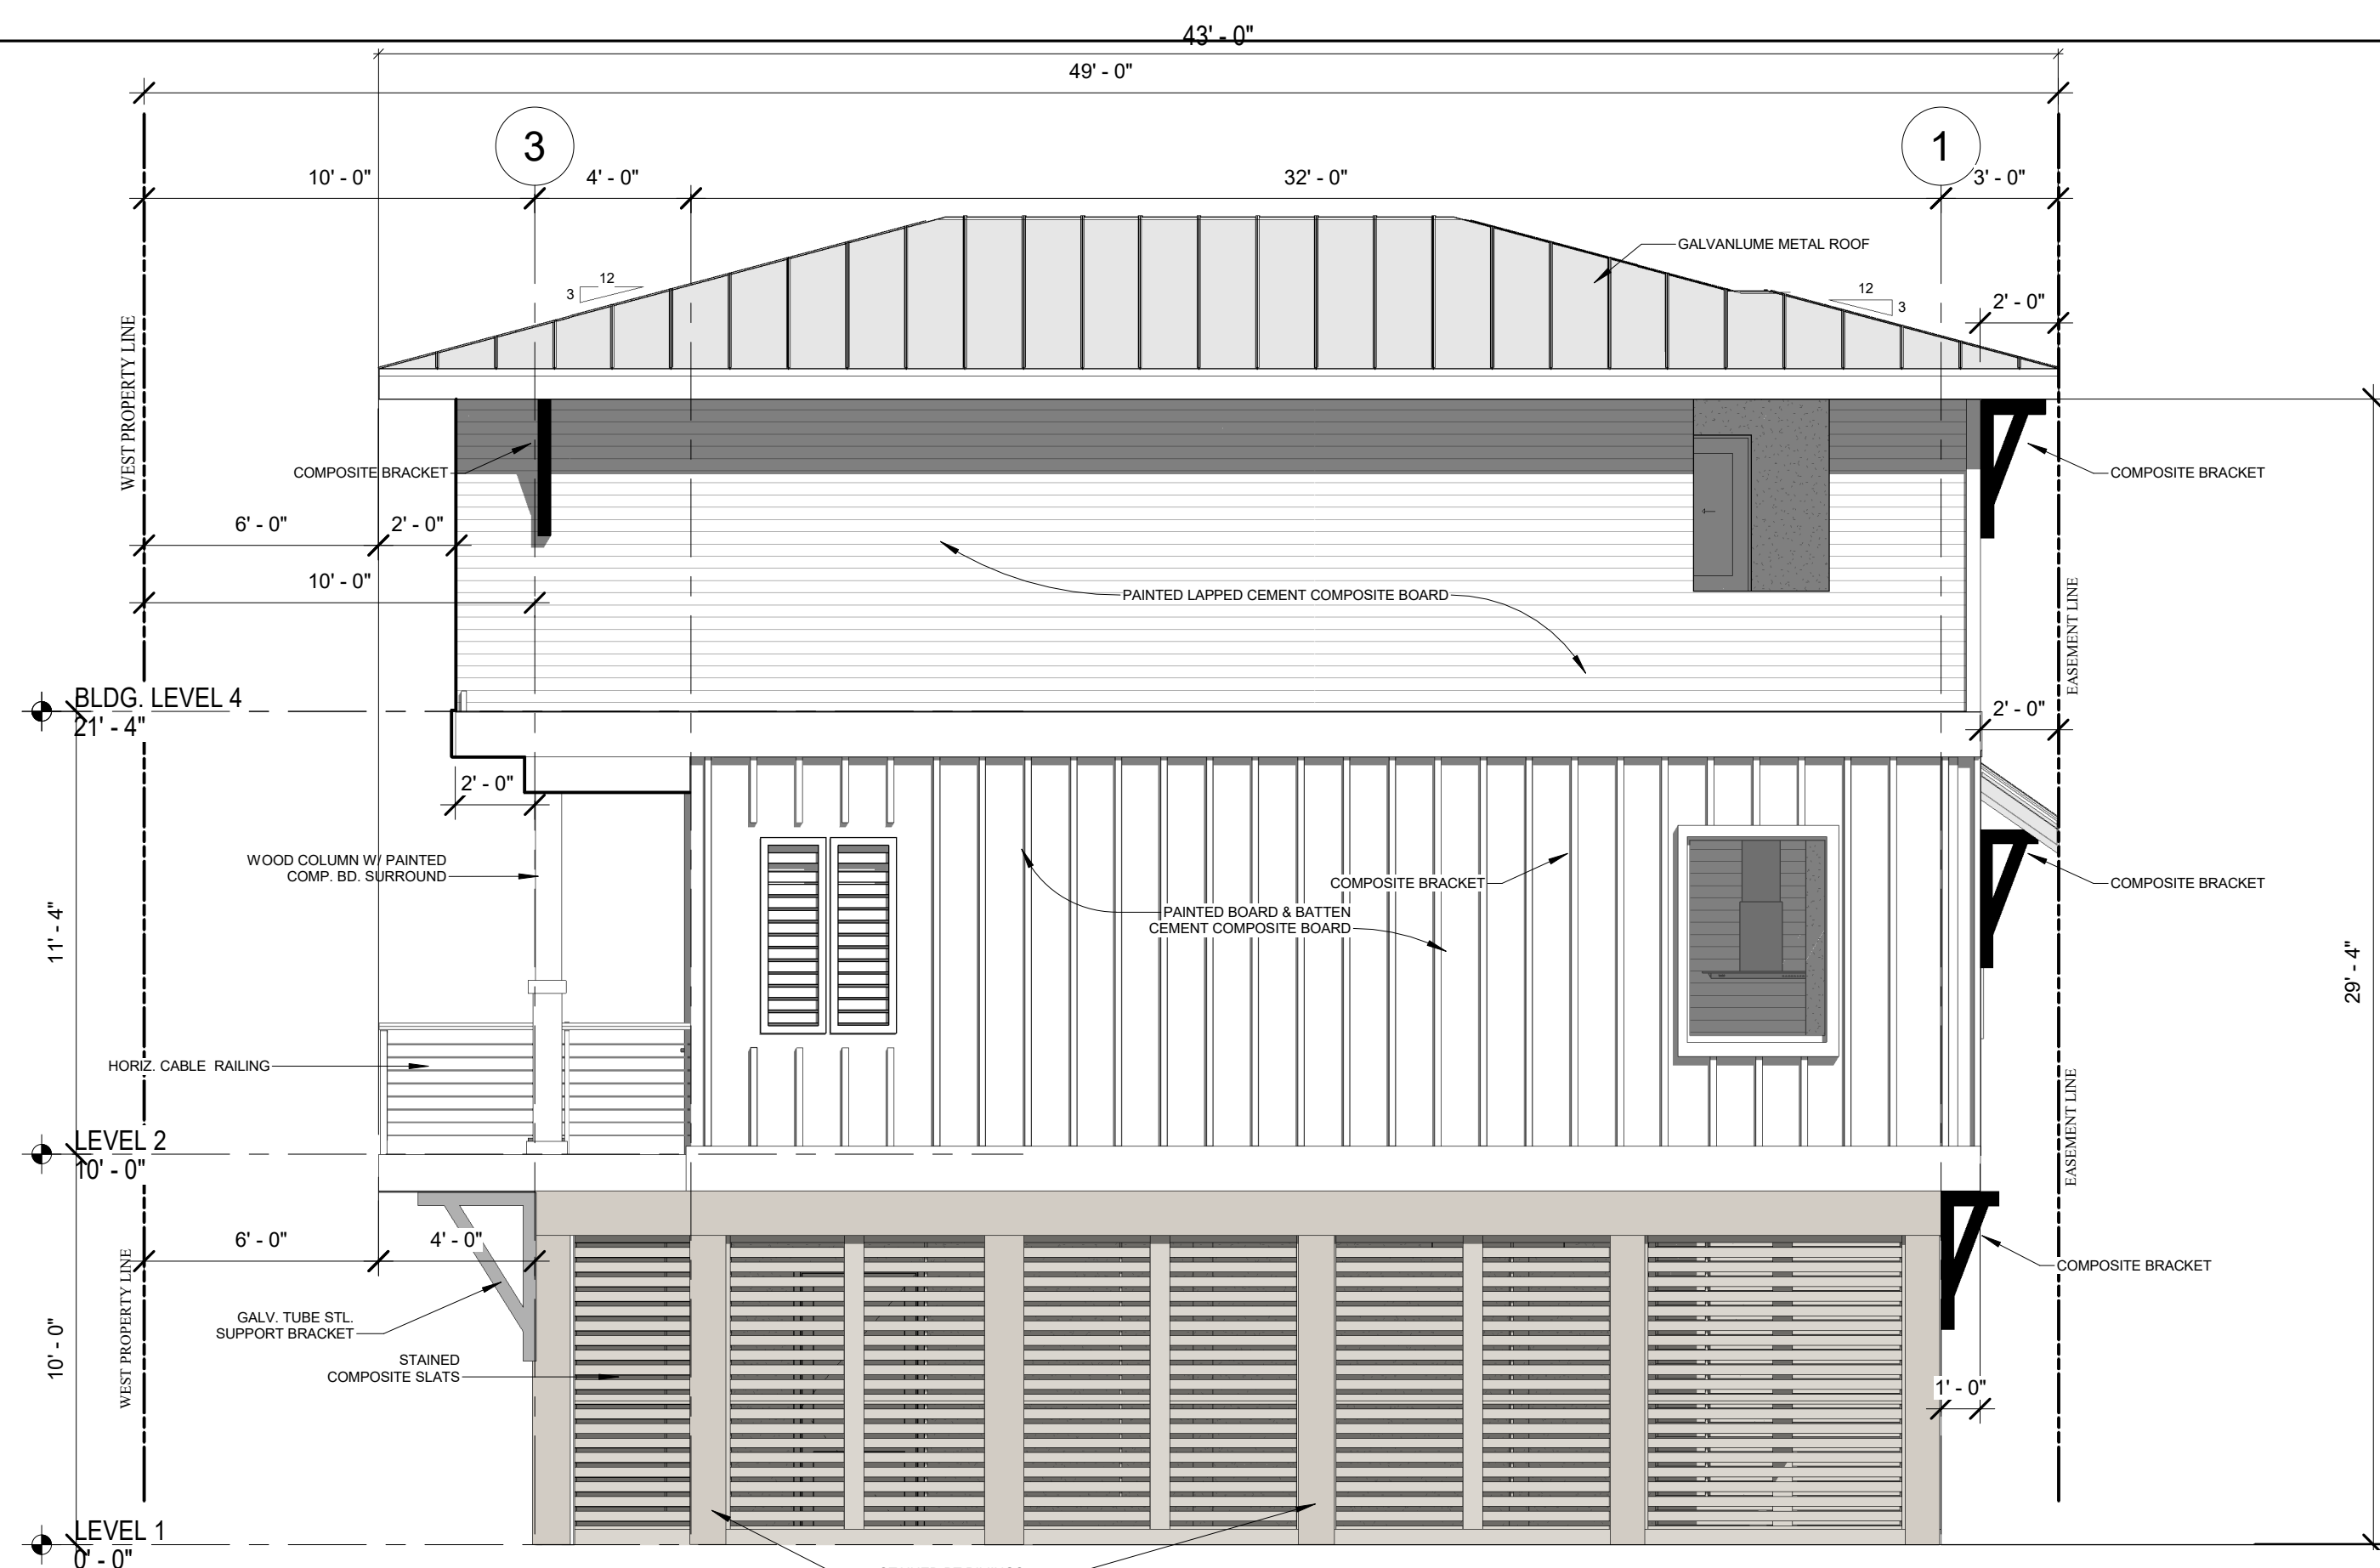 43' - 0"
49' - 0"
3
1
10' - 0"
4' - 0"
32' - 0"
3' - 0"
GALVANLUME METAL ROOF
12
3
12
3
2' - 0"
WEST PROPERTY LINE
COMPOSITE BRACKET
COMPOSITE BRACKET
6' - 0"
2' - 0"
10' - 0"
PAINTED LAPPED CEMENT COMPOSITE BOARD
EASEMENT LINE
BLDG. LEVEL 4
21' - 4"
2' - 0"
2' - 0"
WOOD COLUMN W/ PAINTED
COMP. BD. SURROUND
COMPOSITE BRACKET
COMPOSITE BRACKET
PAINTED BOARD & BATTEN
CEMENT COMPOSITE BOARD
11' - 4"
29' - 4"
HORIZ. CABLE RAILING
EASEMENT LINE
LEVEL 2
10' - 0"
6' - 0"
4' - 0"
COMPOSITE BRACKET
WEST PROPERTY LINE
GALV. TUBE STL.
SUPPORT BRACKET
10' - 0"
STAINED
COMPOSITE SLATS
1' - 0"
LEVEL 1
0' - 0"